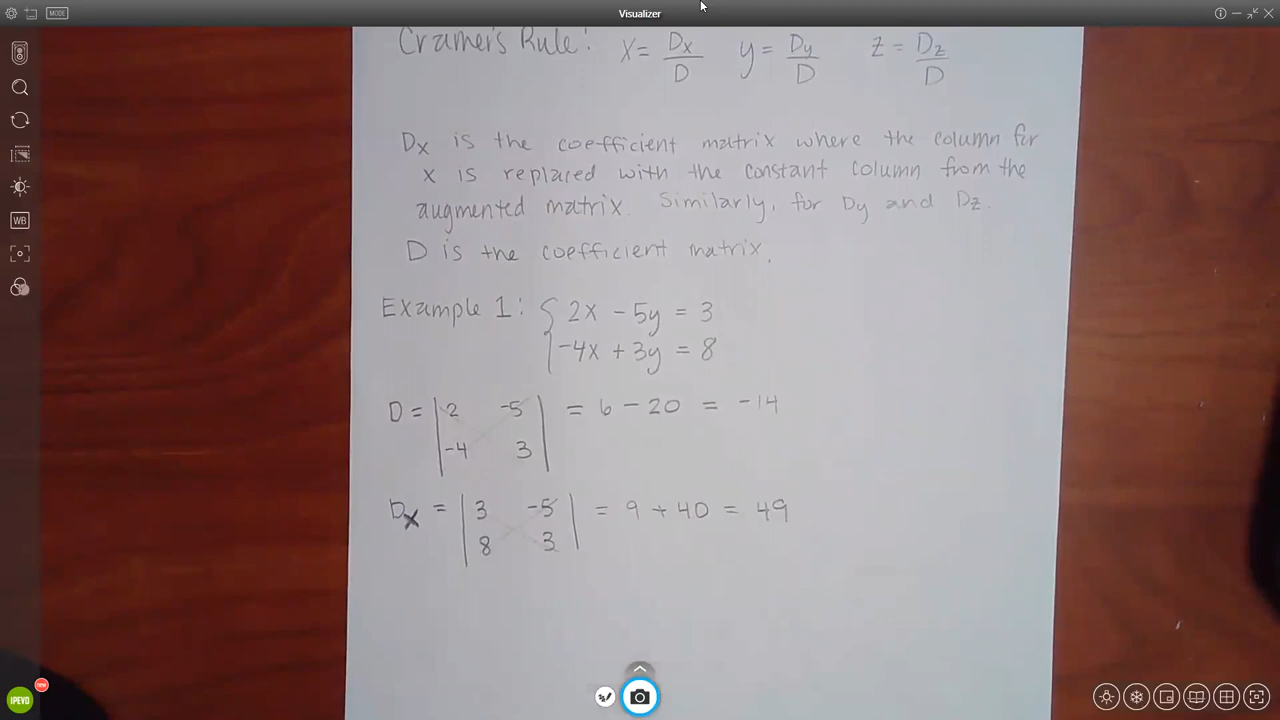 MODE
Visualizer
Cramer's Rule: x = Dx/D y = Dy/D z = Dz/D
Dx is the coefficient matrix where the column for
x is replaced with the constant column from the
augmented matrix. Similarly, for Dy and Dz.
D is the coefficient matrix.
Example 1: { 2x - 5y = 3
-4x + 3y = 8
D = | 2 -5 | = 6 - 20 = -14
| -4 3 |
Dx = | 3 -5 | = 9 + 40 = 49
| 8 3 |
WB
IPEVO
new